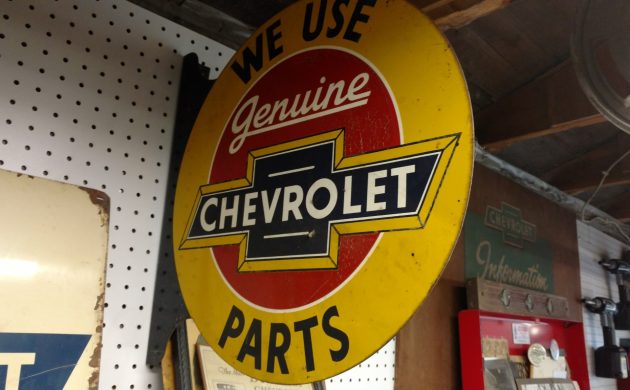 WE USE
Genuine
CHEVROLET
PARTS
CHEVROLET
Information
T